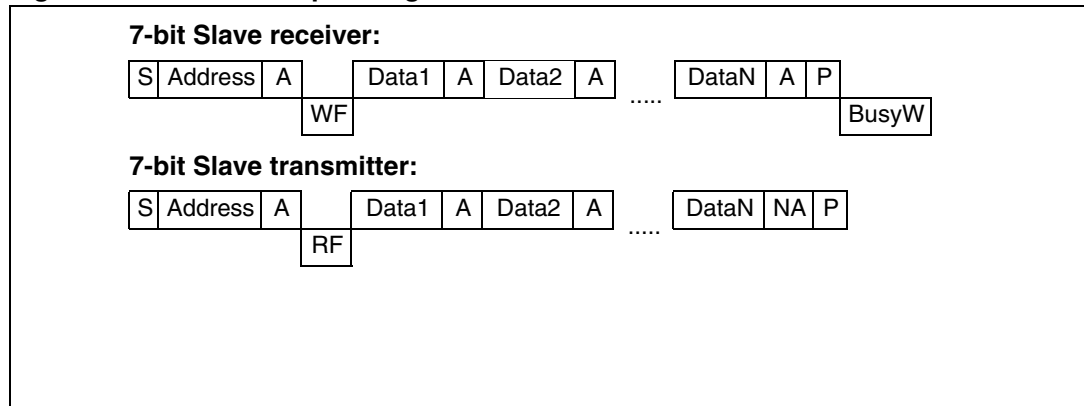 7-bit Slave receiver:
S Address A Data1 A Data2 A ..... DataN A P
WF BusyW
7-bit Slave transmitter:
S Address A Data1 A Data2 A ..... DataN NA P
RF